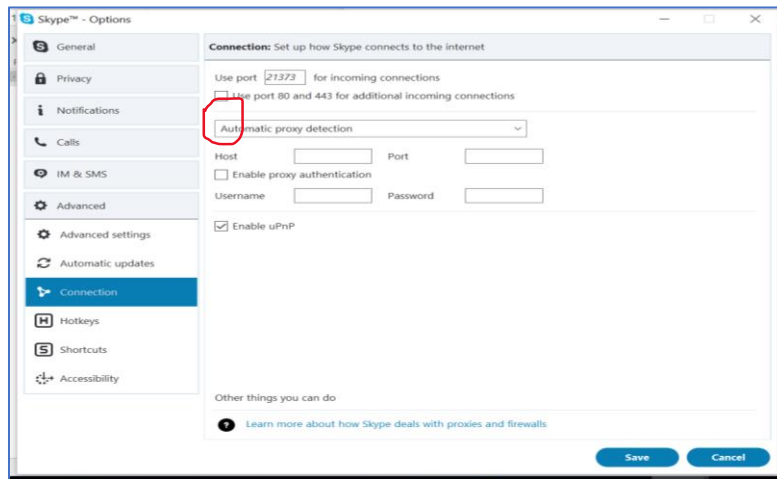 Skype™ - Options
General
Privacy
Notifications
Calls
IM & SMS
Advanced
Advanced settings
Automatic updates
Connection
Hotkeys
Shortcuts
Accessibility
Connection: Set up how Skype connects to the internet
Use port 21373 for incoming connections
Use port 80 and 443 for additional incoming connections
Automatic proxy detection
Host Port
Enable proxy authentication
Username Password
Enable uPnP
Other things you can do
Learn more about how Skype deals with proxies and firewalls
Save Cancel